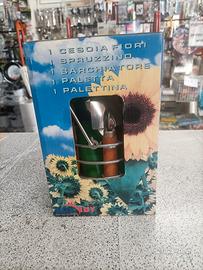 1 CESOIA FIORI
1 SPRUZZINO
1 SARCHIATORE
1 PALETTA
1 PALETTINA